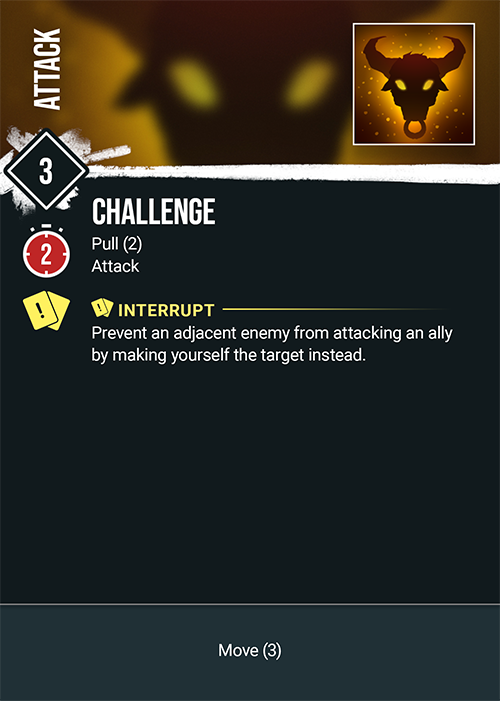 ATTACK
3
CHALLENGE
2
Pull (2)
Attack
!
! INTERRUPT
Prevent an adjacent enemy from attacking an ally
by making yourself the target instead.
Move (3)